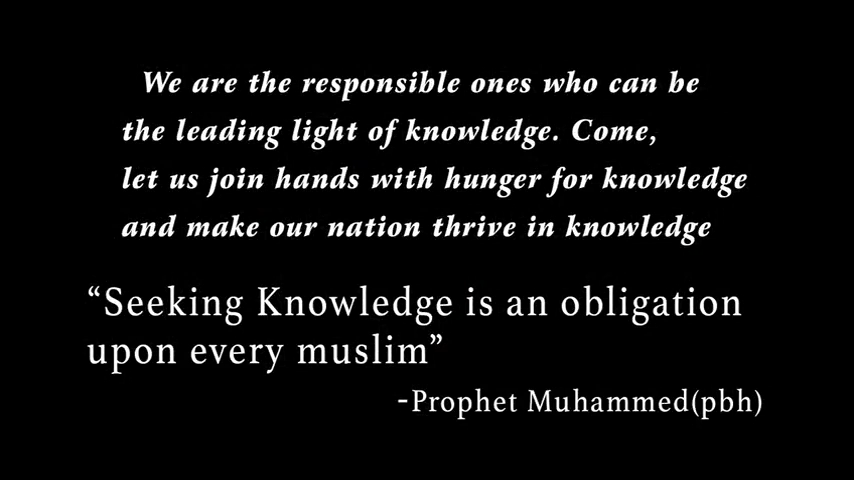 We are the responsible ones who can be
the leading light of knowledge. Come,
let us join hands with hunger for knowledge
and make our nation thrive in knowledge
“Seeking Knowledge is an obligation
upon every muslim”
-Prophet Muhammed(pbh)